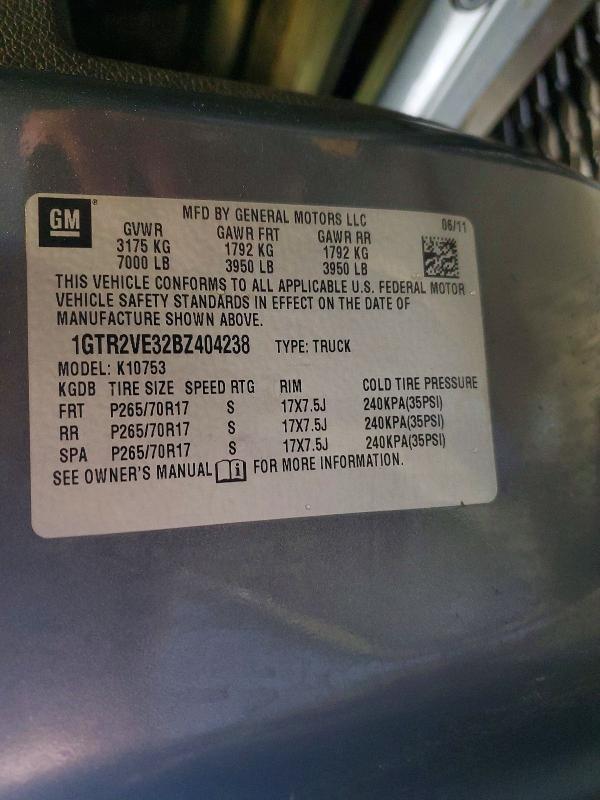 GM
MFD BY GENERAL MOTORS LLC
06/11
GVWR GAWR FRT GAWR RR
3175 KG 1792 KG 1792 KG
7000 LB 3950 LB 3950 LB
THIS VEHICLE CONFORMS TO ALL APPLICABLE U.S. FEDERAL MOTOR
VEHICLE SAFETY STANDARDS IN EFFECT ON THE DATE OF
MANUFACTURE SHOWN ABOVE.
1GTR2VE32BZ404238 TYPE: TRUCK
MODEL: K10753
KGDB TIRE SIZE SPEED RTG RIM COLD TIRE PRESSURE
FRT P265/70R17 S 17X7.5J 240KPA(35PSI)
RR P265/70R17 S 17X7.5J 240KPA(35PSI)
SPA P265/70R17 S 17X7.5J 240KPA(35PSI)
SEE OWNER'S MANUAL FOR MORE INFORMATION.